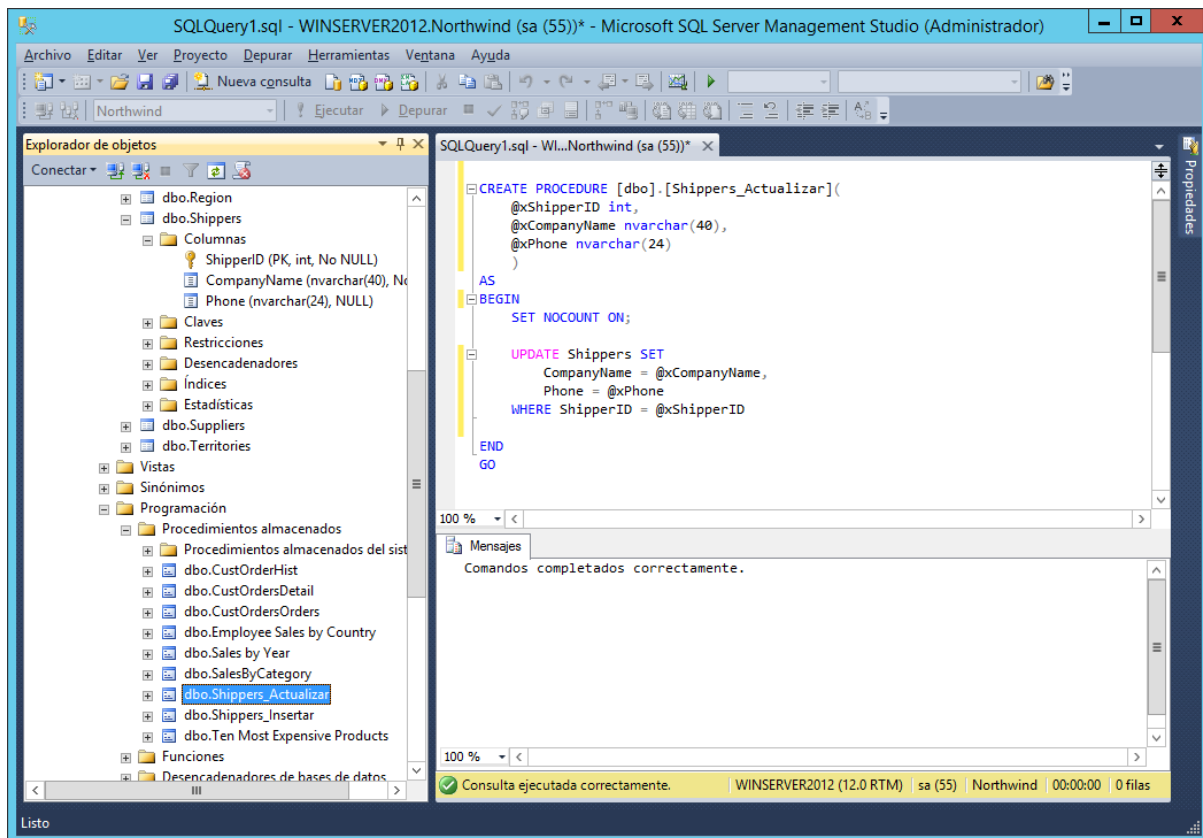 SQLQuery1.sql - WINSERVER2012.Northwind (sa (55))* - Microsoft SQL Server Management Studio (Administrador)
Archivo Editar Ver Proyecto Depurar Herramientas Ventana Ayuda
Nueva consulta
Northwind Ejecutar Depurar
Explorador de objetos
Conectar
dbo.Region
dbo.Shippers
Columnas
ShipperID (PK, int, No NULL)
CompanyName (nvarchar(40), No
Phone (nvarchar(24), NULL)
Claves
Restricciones
Desencadenadores
Índices
Estadísticas
dbo.Suppliers
dbo.Territories
Vistas
Sinónimos
Programación
Procedimientos almacenados
Procedimientos almacenados del sist
dbo.CustOrderHist
dbo.CustOrdersDetail
dbo.CustOrdersOrders
dbo.Employee Sales by Country
dbo.Sales by Year
dbo.SalesByCategory
dbo.Shippers_Actualizar
dbo.Shippers_Insertar
dbo.Ten Most Expensive Products
Funciones
Desencadenadores de bases de datos
SQLQuery1.sql - WI...Northwind (sa (55))*
CREATE PROCEDURE [dbo].[Shippers_Actualizar](
@xShipperID int,
@xCompanyName nvarchar(40),
@xPhone nvarchar(24)
)
AS
BEGIN
SET NOCOUNT ON;
UPDATE Shippers SET
CompanyName = @xCompanyName,
Phone = @xPhone
WHERE ShipperID = @xShipperID
END
GO
100 %
Mensajes
Comandos completados correctamente.
100 %
Consulta ejecutada correctamente. WINSERVER2012 (12.0 RTM) sa (55) Northwind 00:00:00 0 filas
Propiedades
Listo